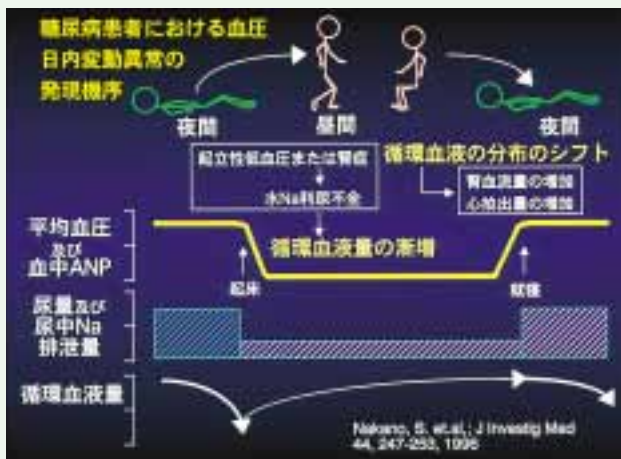 糖尿病患者における血圧
日内変動異常の
発現機序
夜間
昼間
夜間
起立性低血圧または腎症
水Na利尿不全
循環血液の分布のシフト
腎血流量の増加
心拍出量の増加
平均血圧
及び
血中ANP
循環血液量の漸増
起床
就寝
尿量及び
尿中Na
排泄量
循環血液量
Nakano, S. et.al.; J Investig Med
44, 247-253, 1996